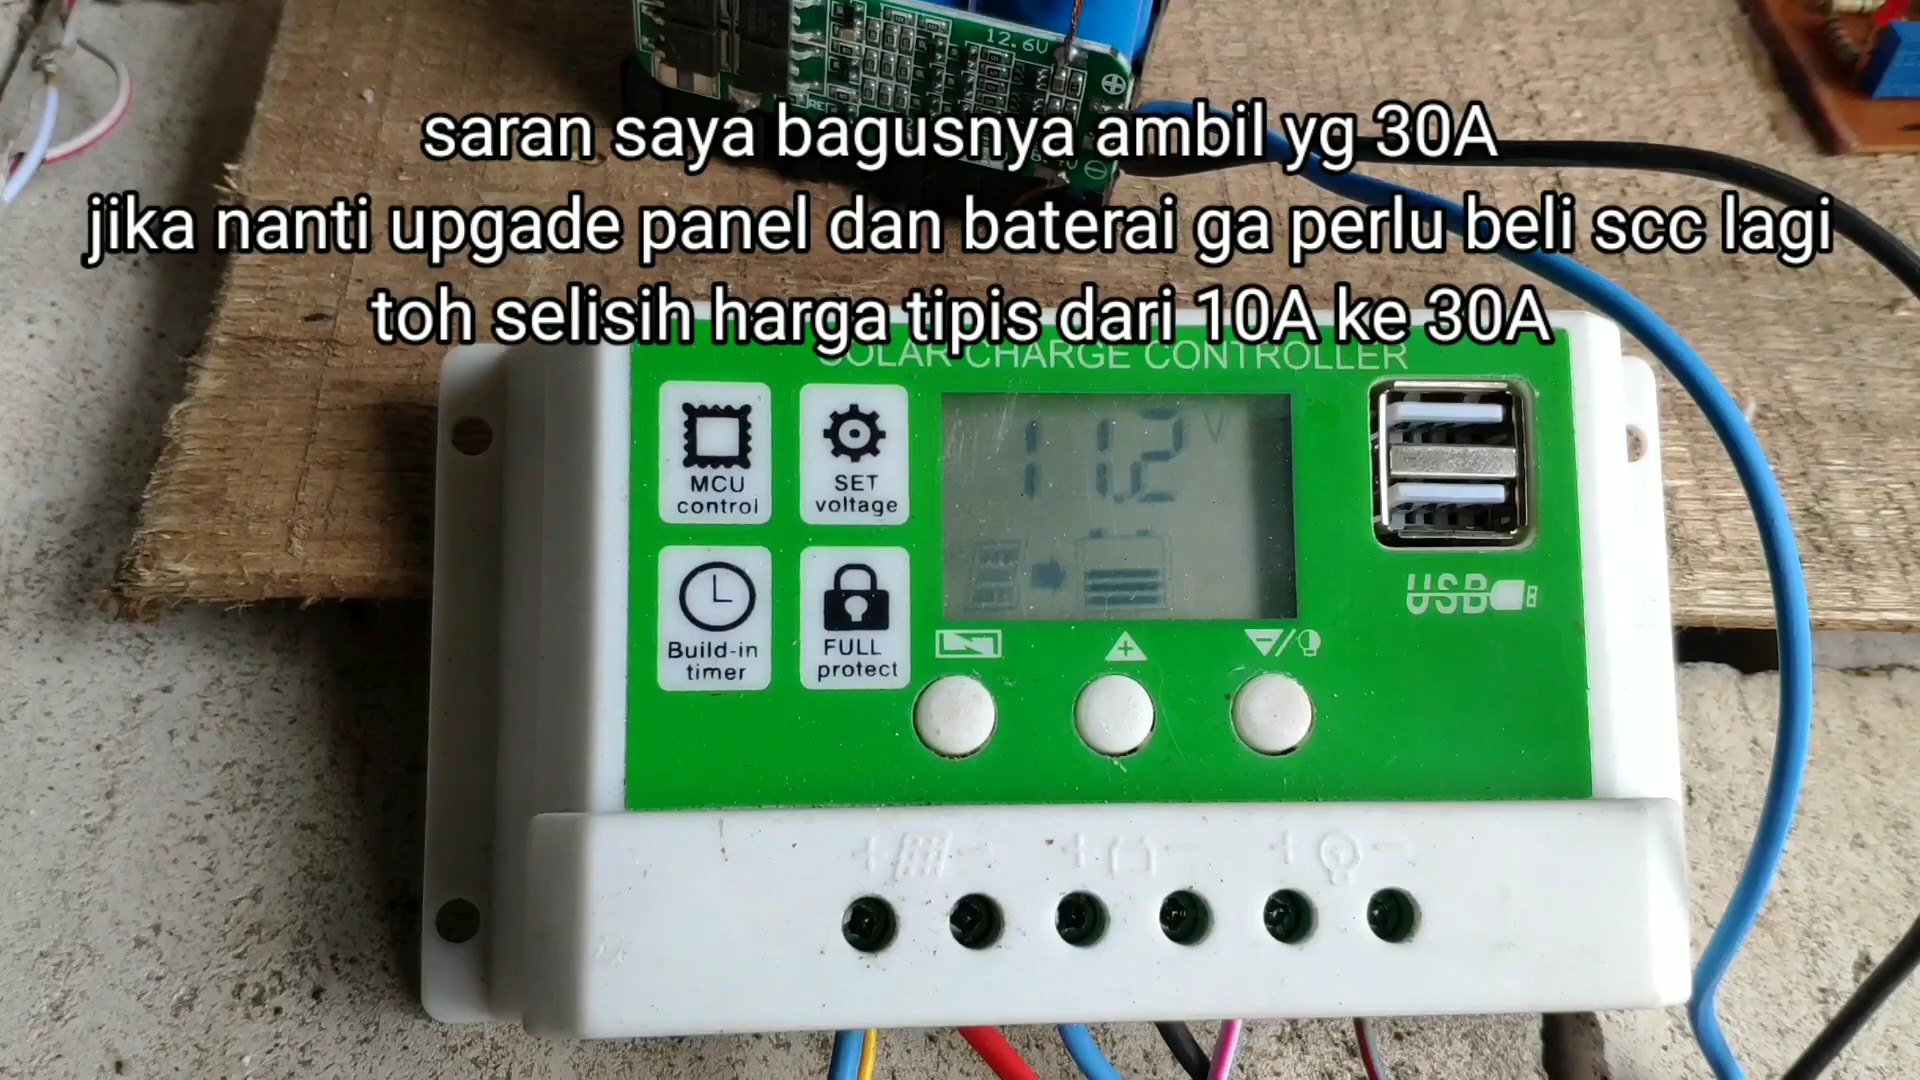 12.6V
saran saya bagusnya ambil yg 30A
jika nanti upgade panel dan baterai ga perlu beli scc lagi
toh selisih harga tipis dari 10A ke 30A
SOLAR CHARGE CONTROLLER
MCU control
SET voltage
11.2 V
USB
Build-in timer
FULL protect